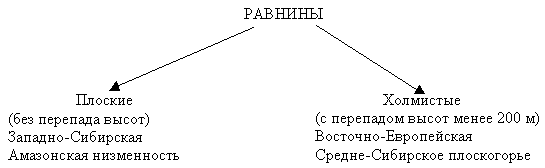 РАВНИНЫ
Плоские
(без перепада высот)
Западно-Сибирская
Амазонская низменность
Холмистые
(с перепадом высот менее 200 м)
Восточно-Европейская
Средне-Сибирское плоскогорье